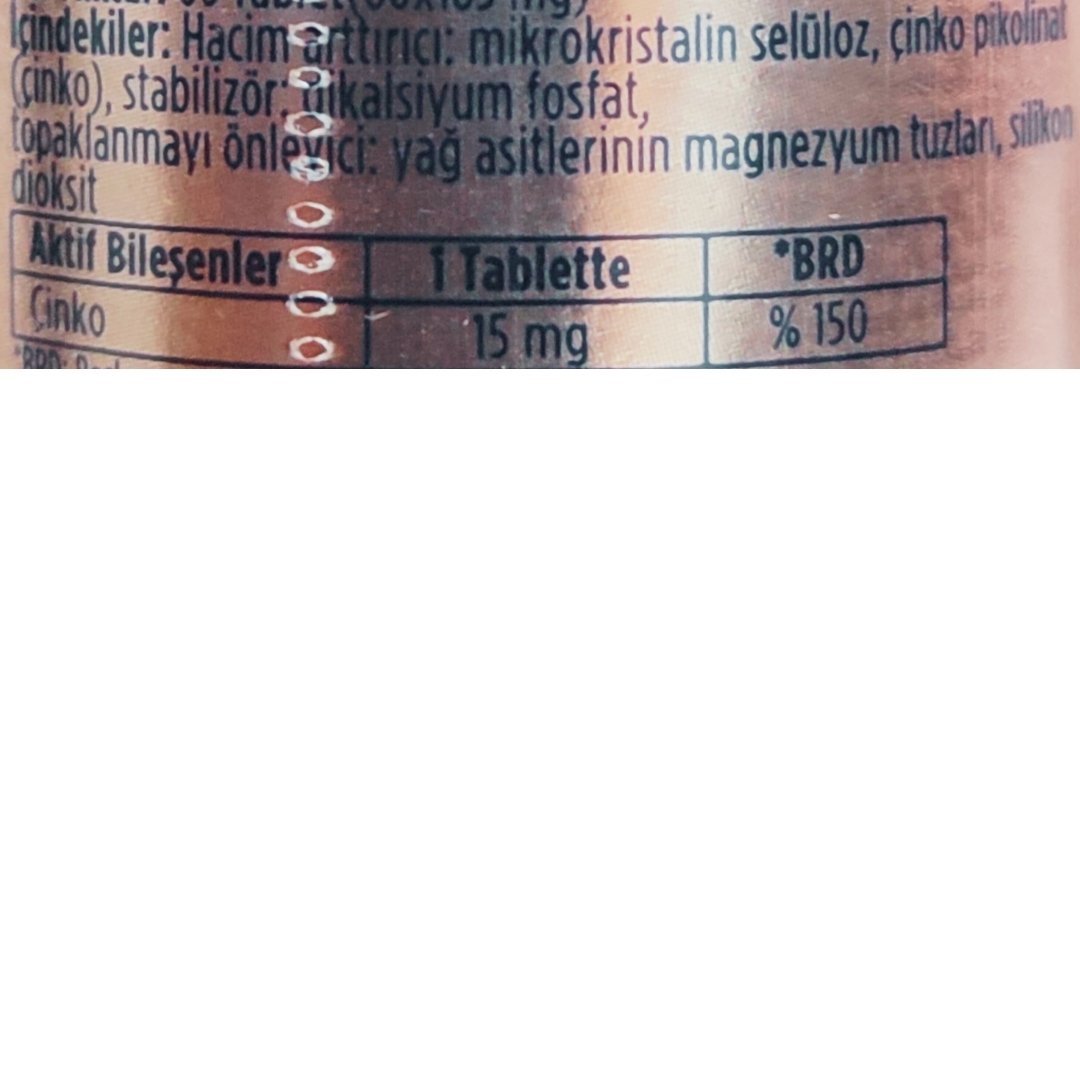 İçindekiler: Hacim arttırıcı: mikrokristalin selüloz, çinko pikolinat
(çinko), stabilizör: dikalsiyum fosfat,
topaklanmayı önleyici: yağ asitlerinin magnezyum tuzları, silikon
dioksit
Aktif Bileşenler 1 Tablette *BRD
Çinko 15 mg % 150